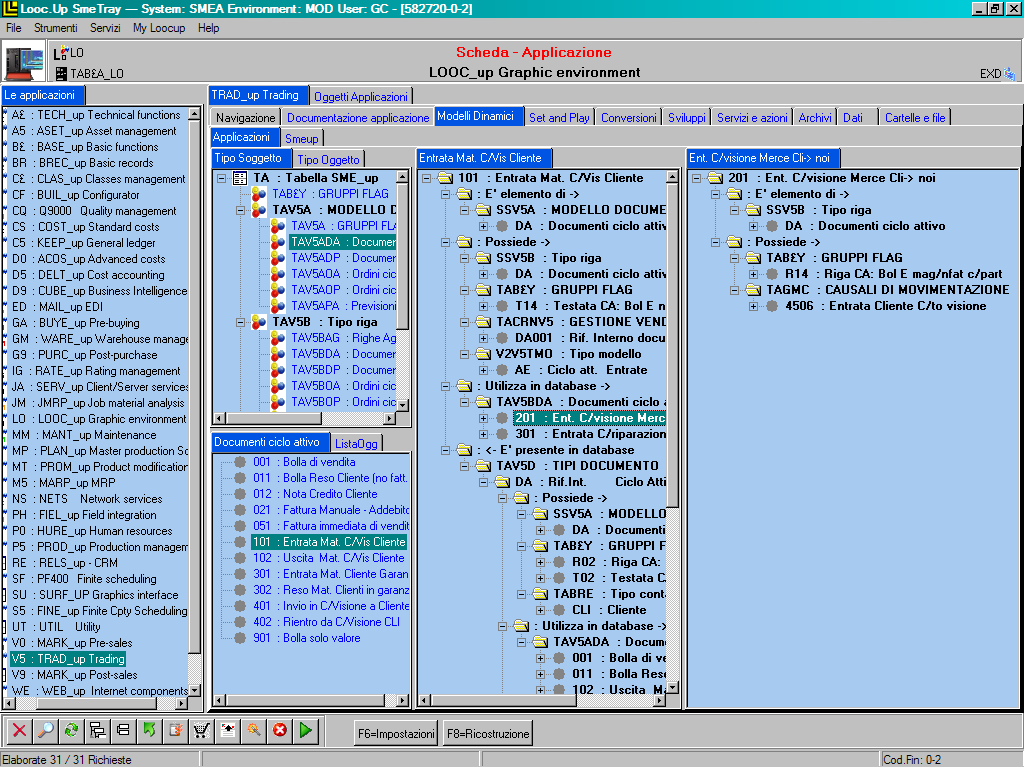 Looc.Up SmeTray — System: SMEA Environment: MOD User: GC - [582720-0-2]
File Strumenti Servizi My Loocup Help
LO
TAB£A_LO
Scheda - Applicazione
LOOC_up Graphic environment
EXD
Le applicazioni
A£ : TECH_up Technical functions
A5 : ASET_up Asset management
B£ : BASE_up Basic functions
BR : BREC_up Basic records
C£ : CLAS_up Classes management
CF : BUIL_up Configurator
CQ : Q9000 Quality management
CS : COST_up Standard costs
C5 : KEEP_up General ledger
D0 : ACOS_up Advanced costs
D5 : DELT_up Cost accounting
D9 : CUBE_up Business Intelligence
ED : MAIL_up EDI
GA : BUYE_up Pre-buying
GM : WARE_up Warehouse manage
G9 : PURC_up Post-purchase
IG : RATE_up Rating management
JA : SERV_up Client/Server services
JM : JMRP_up Job material analysis
LO : LOOC_up Graphic environment
MM : MANT_up Maintenance
MP : PLAN_up Master production Sc
MT : PROM_up Product modification
M5 : MARP_up MRP
NS : NETS Network services
PH : FIEL_up Field integration
P0 : HURE_up Human resources
P5 : PROD_up Production managem
RE : RELS_up - CRM
SF : PF400 Finite scheduling
SU : SURF_UP Graphics interface
S5 : FINE_up Finite Cpty Scheduling
UT : UTIL Utility
V0 : MARK_up Pre-sales
V5 : TRAD_up Trading
V9 : MARK_up Post-sales
WE : WEB_up Internet components
TRAD_up Trading Oggetti Applicazioni
Navigazione Documentazione applicazione Modelli Dinamici Set and Play Conversioni Sviluppi Servizi e azioni Archivi Dati Cartelle e file
Applicazioni Smeup
Tipo Soggetto Tipo Oggetto
TA : Tabella SME_up
TAB£Y : GRUPPI FLAG
TAV5A : MODELLO D
TAV5A : GRUPPI FLA
TAV5ADA : Documer
TAV5ADP : Documer
TAV5AOA : Ordini cic
TAV5AOP : Ordini cic
TAV5APA : Previsioni
TAV5B : Tipo riga
TAV5BAG : Righe Ag
TAV5BDA : Documer
TAV5BDP : Documer
TAV5BOA : Ordini cic
TAV5BOP : Ordini cic
Documenti ciclo attivo ListaOgg
001 : Bolla di vendita
011 : Bolla Reso Cliente (no fatt.
012 : Nota Credito Cliente
021 : Fattura Manuale - Addebito
051 : Fattura immediata di vendit
101 : Entrata Mat. C/Vis Cliente
102 : Uscita Mat. C/Vis Cliente
301 : Entrata Mat. Cliente Garan
302 : Reso Mat. Clienti in garanz
401 : Invio in C/Visione a Cliente
402 : Rientro da C/Visione CLI
901 : Bolla solo valore
Entrata Mat. C/Vis Cliente
101 : Entrata Mat. C/Vis Cliente
: E' elemento di ->
SSV5A : MODELLO DOCUME
DA : Documenti ciclo attiv
: Possiede ->
SSV5B : Tipo riga
DA : Documenti ciclo attiv
TAB£Y : GRUPPI FLAG
T14 : Testata CA: Bol E n
TACRNV5 : GESTIONE VEND
DA001 : Rif. Interno docu
V2V5TMO : Tipo modello
AE : Ciclo att. Entrate
: Utilizza in database ->
TAV5BDA : Documenti ciclo a
201 : Ent. C/visione Merce
301 : Entrata C/riparazion
: <- E' presente in database
TAV5D : TIPI DOCUMENTO
DA : Rif.Int. Ciclo Atti
: Possiede ->
SSV5A : MODELLO
DA : Documenti
TAB£Y : GRUPPI F
R02 : Riga CA:
T02 : Testata C
TABRE : Tipo cont
CLI : Cliente
: Utilizza in database ->
TAV5ADA : Docum
001 : Bolla di ve
011 : Bolla Reso
102 : Uscita Ma
Ent. C/visione Merce Cli-> noi
201 : Ent. C/visione Merce Cli-> noi
: E' elemento di ->
SSV5B : Tipo riga
DA : Documenti ciclo attivo
: Possiede ->
TAB£Y : GRUPPI FLAG
R14 : Riga CA: Bol E mag/nfat c/part
TAGMC : CAUSALI DI MOVIMENTAZIONE
4506 : Entrata Cliente C/to visione
F6=Impostazioni F8=Ricostruzione
Elaborate 31 / 31 Richieste
Cod.Fin: 0-2